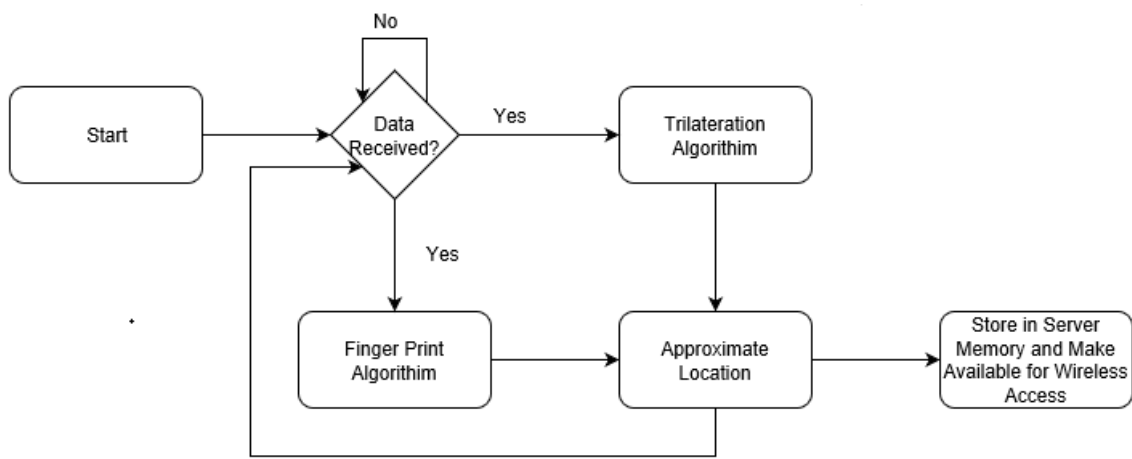 No
Start
Data
Received?
Yes
Trilateration
Algorithim
Yes
Finger Print
Algorithim
Approximate
Location
Store in Server
Memory and Make
Available for Wireless
Access